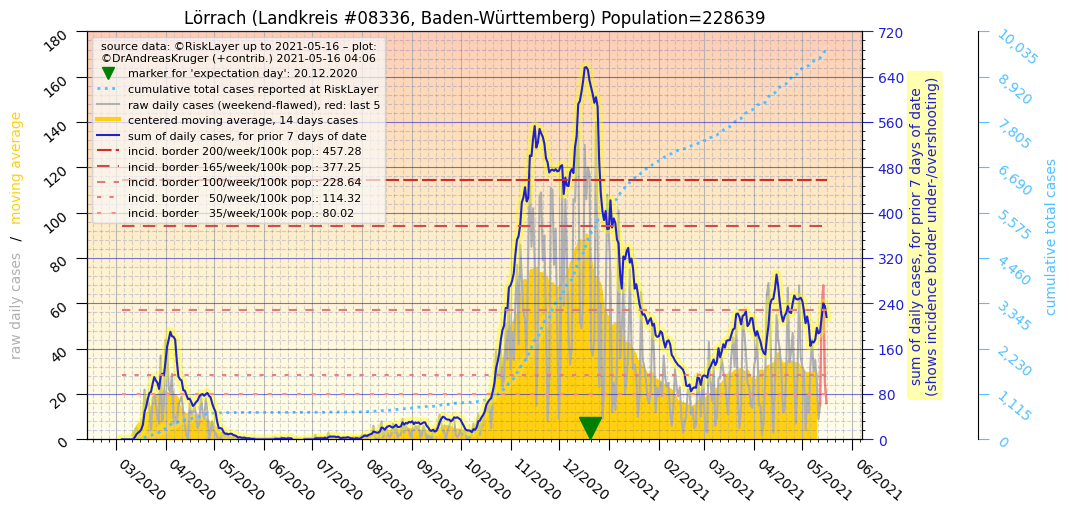 Lörrach (Landkreis #08336, Baden-Württemberg) Population=228639
source data: ©RiskLayer up to 2021-05-16 – plot:
©DrAndreasKruger (+contrib.) 2021-05-16 04:06
marker for 'expectation day': 20.12.2020
cumulative total cases reported at RiskLayer
raw daily cases (weekend-flawed), red: last 5
centered moving average, 14 days cases
sum of daily cases, for prior 7 days of date
incid. border 200/week/100k pop.: 457.28
incid. border 165/week/100k pop.: 377.25
incid. border 100/week/100k pop.: 228.64
incid. border 50/week/100k pop.: 114.32
incid. border 35/week/100k pop.: 80.02
raw daily cases / moving average
180
160
140
120
100
80
60
40
20
0
03/2020
04/2020
05/2020
06/2020
07/2020
08/2020
09/2020
10/2020
11/2020
12/2020
01/2021
02/2021
03/2021
04/2021
05/2021
06/2021
720
640
560
480
400
320
240
160
80
0
sum of daily cases, for prior 7 days of date
(shows incidence border under-/overshooting)
10,035
8,920
7,805
6,690
5,575
4,460
3,345
2,230
1,115
0
cumulative total cases